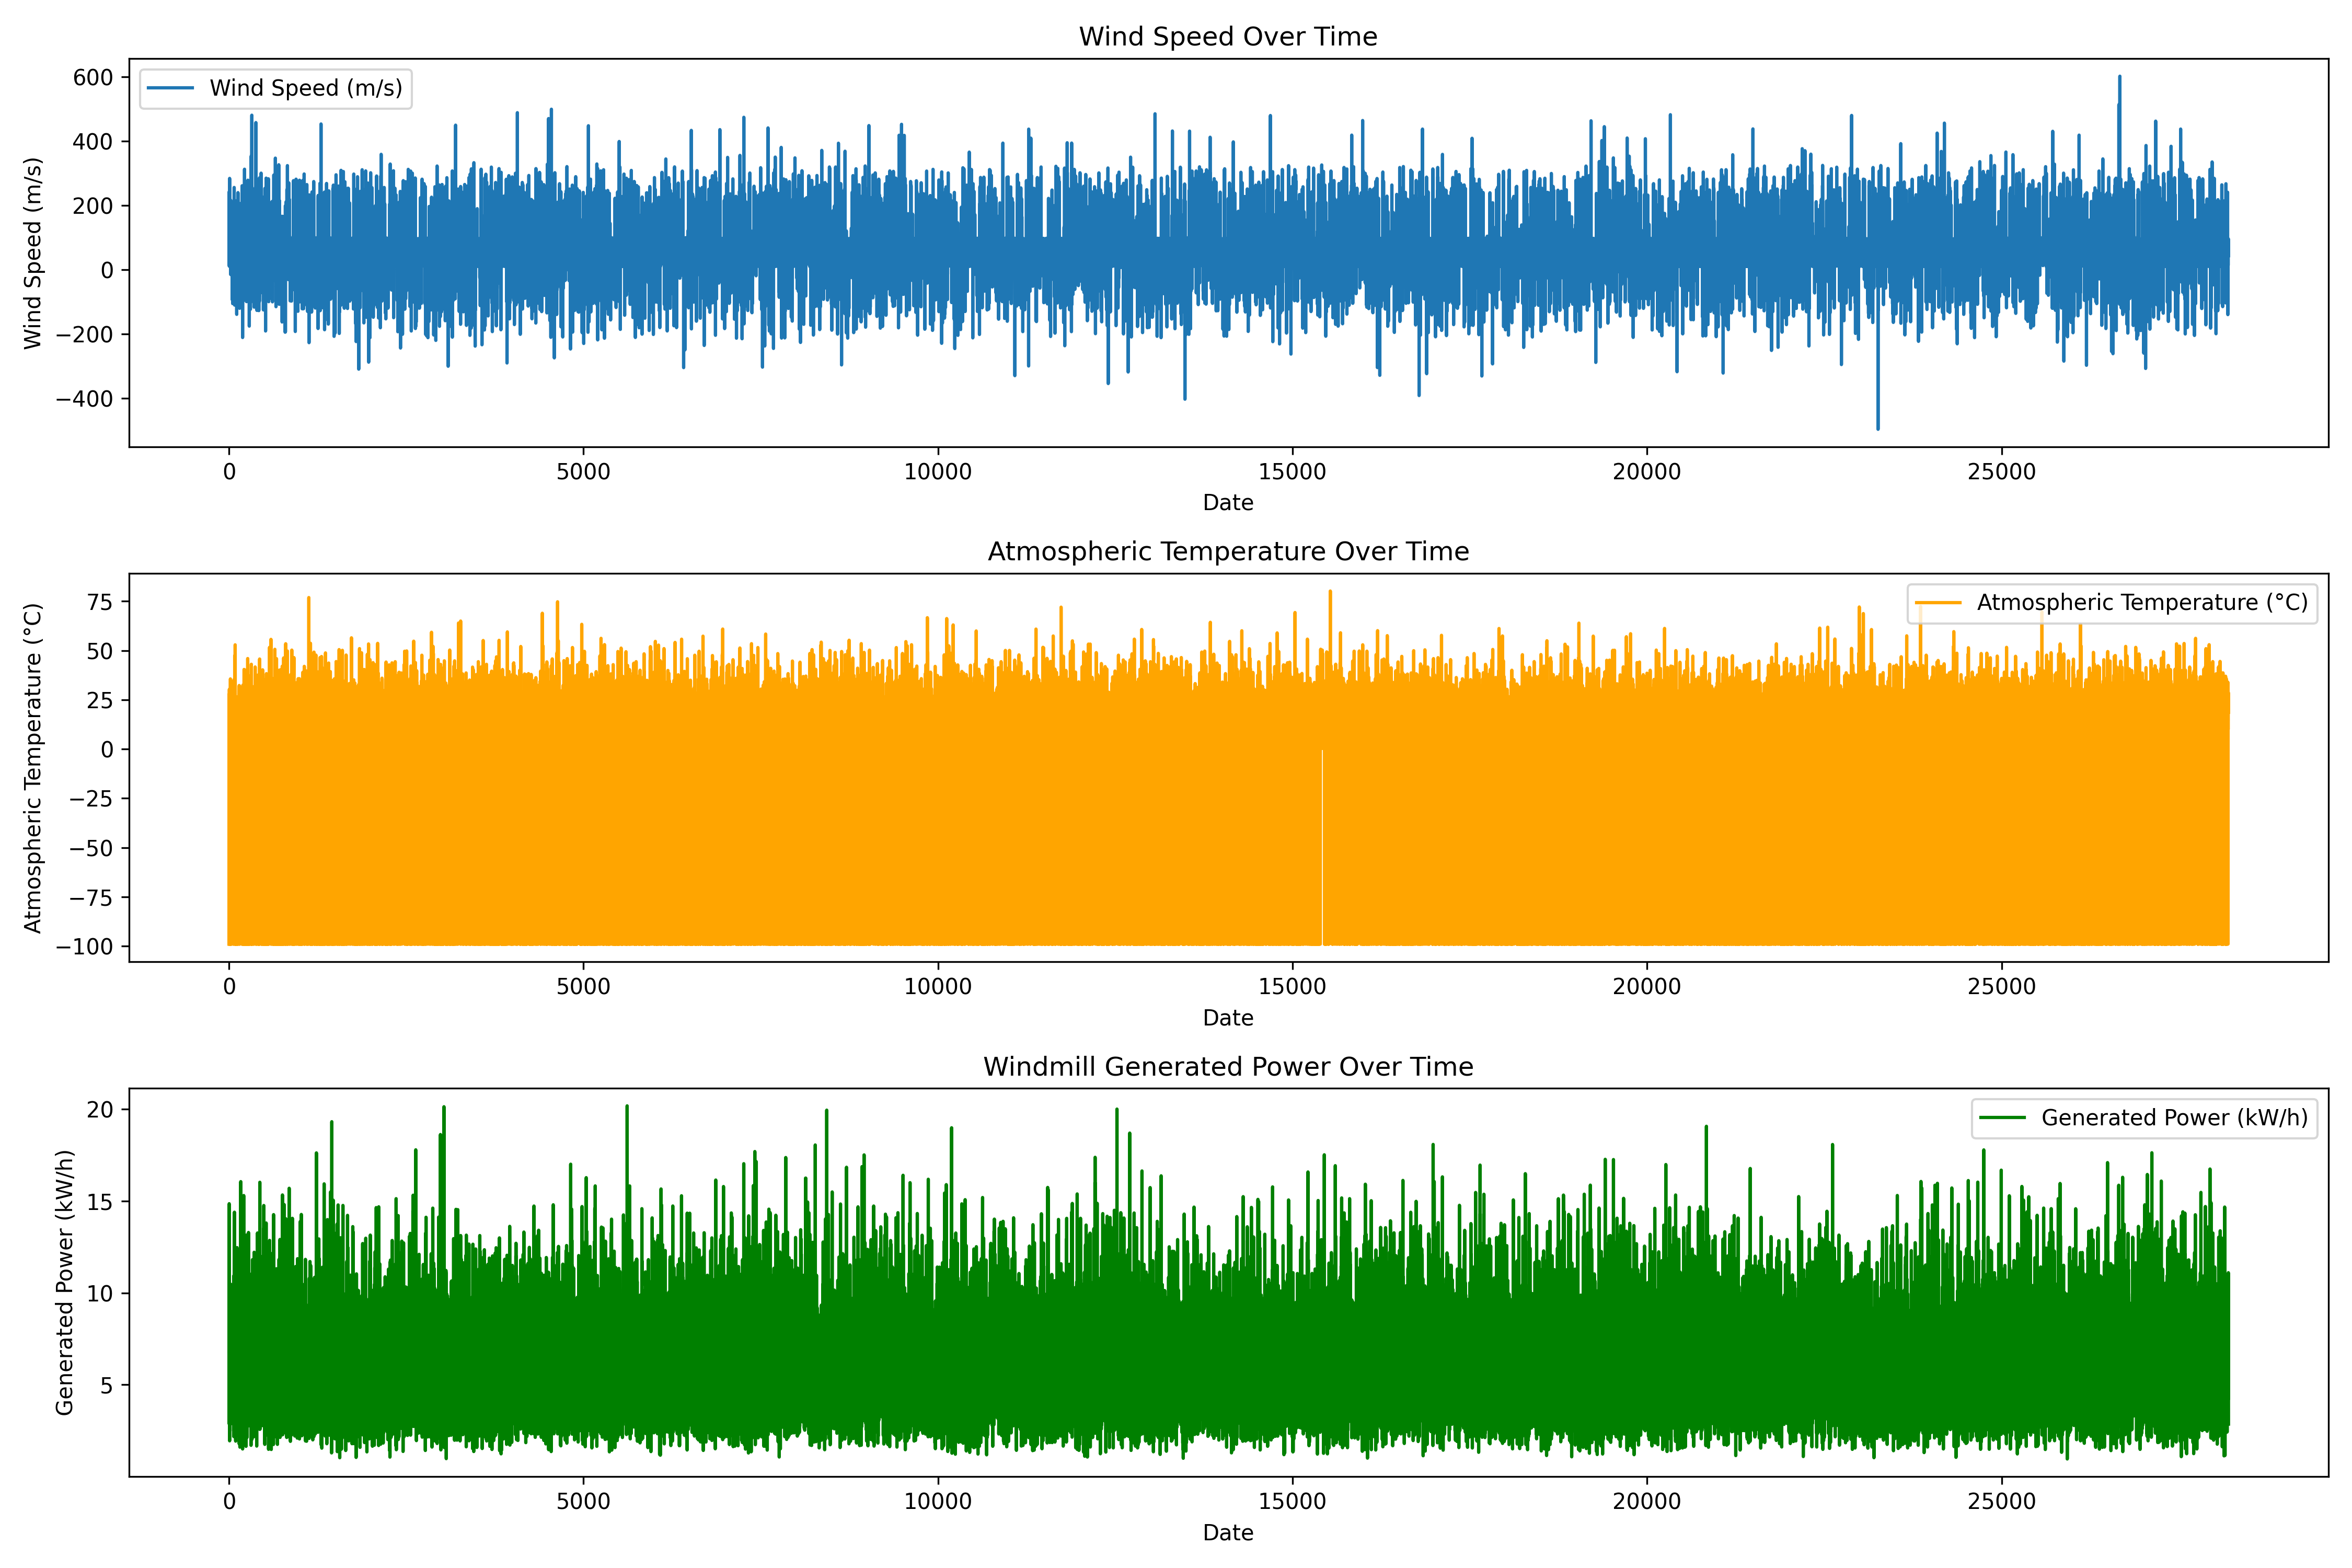 Wind Speed Over Time
Wind Speed (m/s)
Wind Speed (m/s)
600
400
200
0
−200
−400
0 5000 10000 15000 20000 25000
Date
Atmospheric Temperature Over Time
Atmospheric Temperature (°C)
Atmospheric Temperature (°C)
75
50
25
0
−25
−50
−75
−100
0 5000 10000 15000 20000 25000
Date
Windmill Generated Power Over Time
Generated Power (kW/h)
Generated Power (kW/h)
20
15
10
5
0 5000 10000 15000 20000 25000
Date